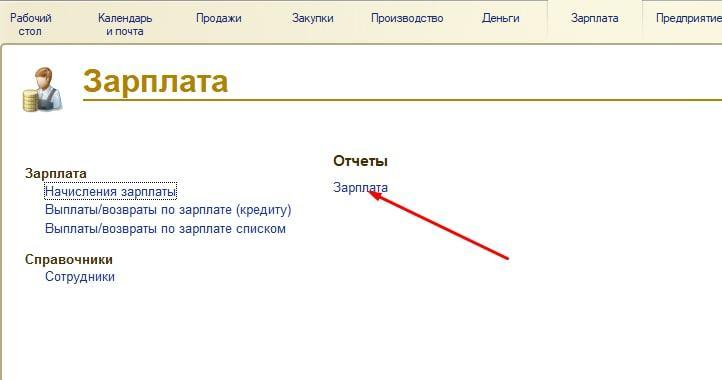 Рабочий стол
Календарь и почта
Продажи
Закупки
Производство
Деньги
Зарплата
Предприятие
Зарплата
Зарплата
Начисления зарплаты
Выплаты/возвраты по зарплате (кредиту)
Выплаты/возвраты по зарплате списком
Справочники
Сотрудники
Отчеты
Зарплата